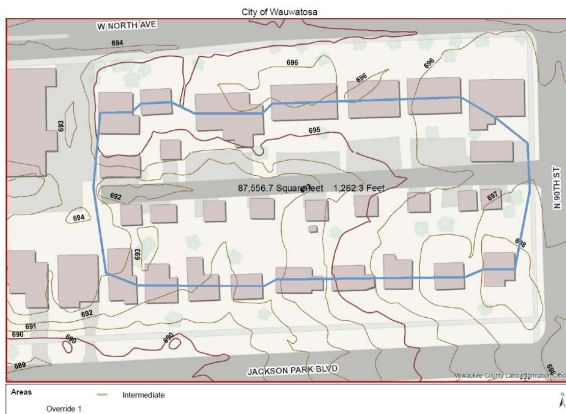 City of Wauwatosa
W NORTH AVE
694
696
696
696
693
695
87,556.7 Square feet 1,262.3 Feet
692
697
694
N 90TH ST
693
698
692
691
690
690
690
689
JACKSON PARK BLVD
Milwaukee County Land Information Office
Areas
Intermediate
Override 1
N